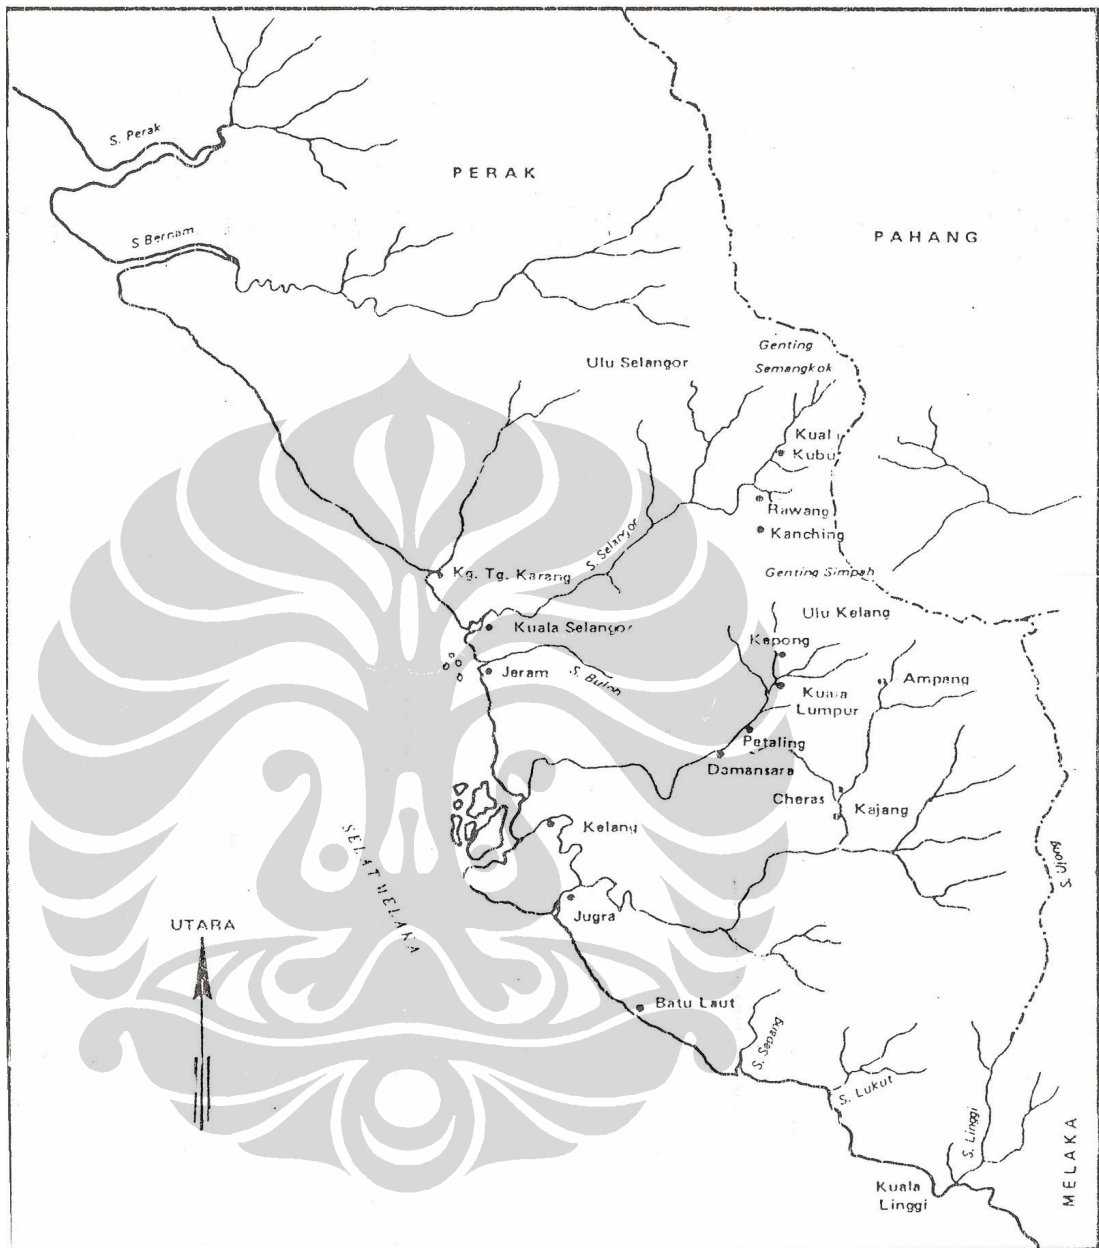 S. Perak
PERAK
S Bernam
PAHANG
Genting
Semangkok
Ulu Selangor
Kubu
Rawang
Kanching
S. Selangor
Genting Simpah
Kg. Tg. Karang
Ulu Kelang
Kuala Selangor
Kepong
Jeram
S. Buloh
Ampang
Kuala
Lumpur
Petaling
Damansara
Cheras
Kajang
Kelang
SELAT MELAKA
S. Ujong
Jugra
UTARA
Batu Laut
S. Sepang
S. Lukut
S. Linggi
MELAKA
Kuala
Linggi